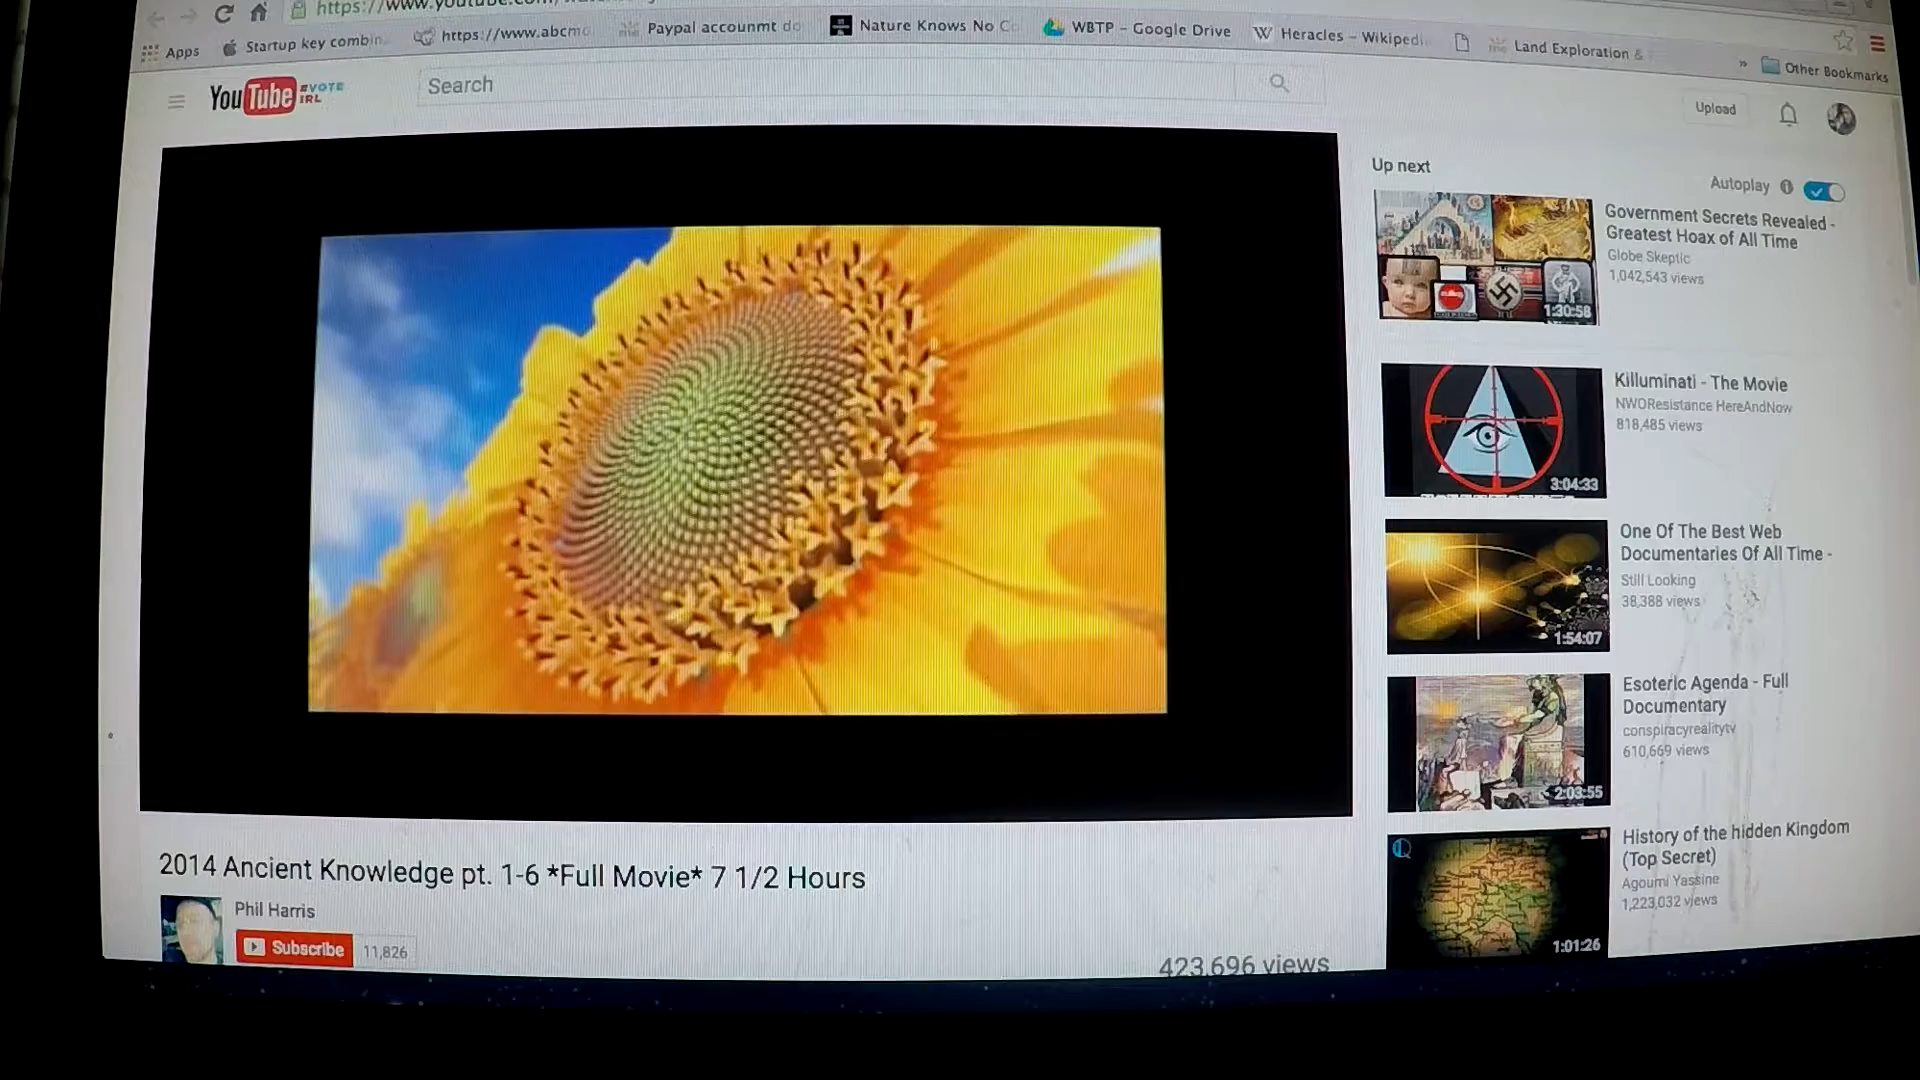 Apps
Startup key combin
https://www.abcmo
Paypal accounmt do
Nature Knows No Co
WBTP - Google Drive
Heracles - Wikipedi
Land Exploration &
»
Other Bookmarks
YouTube
#VOTE
IRL
Search
Upload
Up next
Autoplay
Government Secrets Revealed -
Greatest Hoax of All Time
Globe Skeptic
1,042,543 views
1:30:58
Killuminati - The Movie
NWOResistance HereAndNow
818,485 views
3:04:33
One Of The Best Web
Documentaries Of All Time -
Still Looking
38,388 views
1:54:07
Esoteric Agenda - Full
Documentary
conspiracyrealitytv
610,669 views
2:03:55
History of the hidden Kingdom
(Top Secret)
Agoumi Yassine
1,223,032 views
1:01:26
2014 Ancient Knowledge pt. 1-6 *Full Movie* 7 1/2 Hours
Phil Harris
Subscribe
11,826
423,696 views